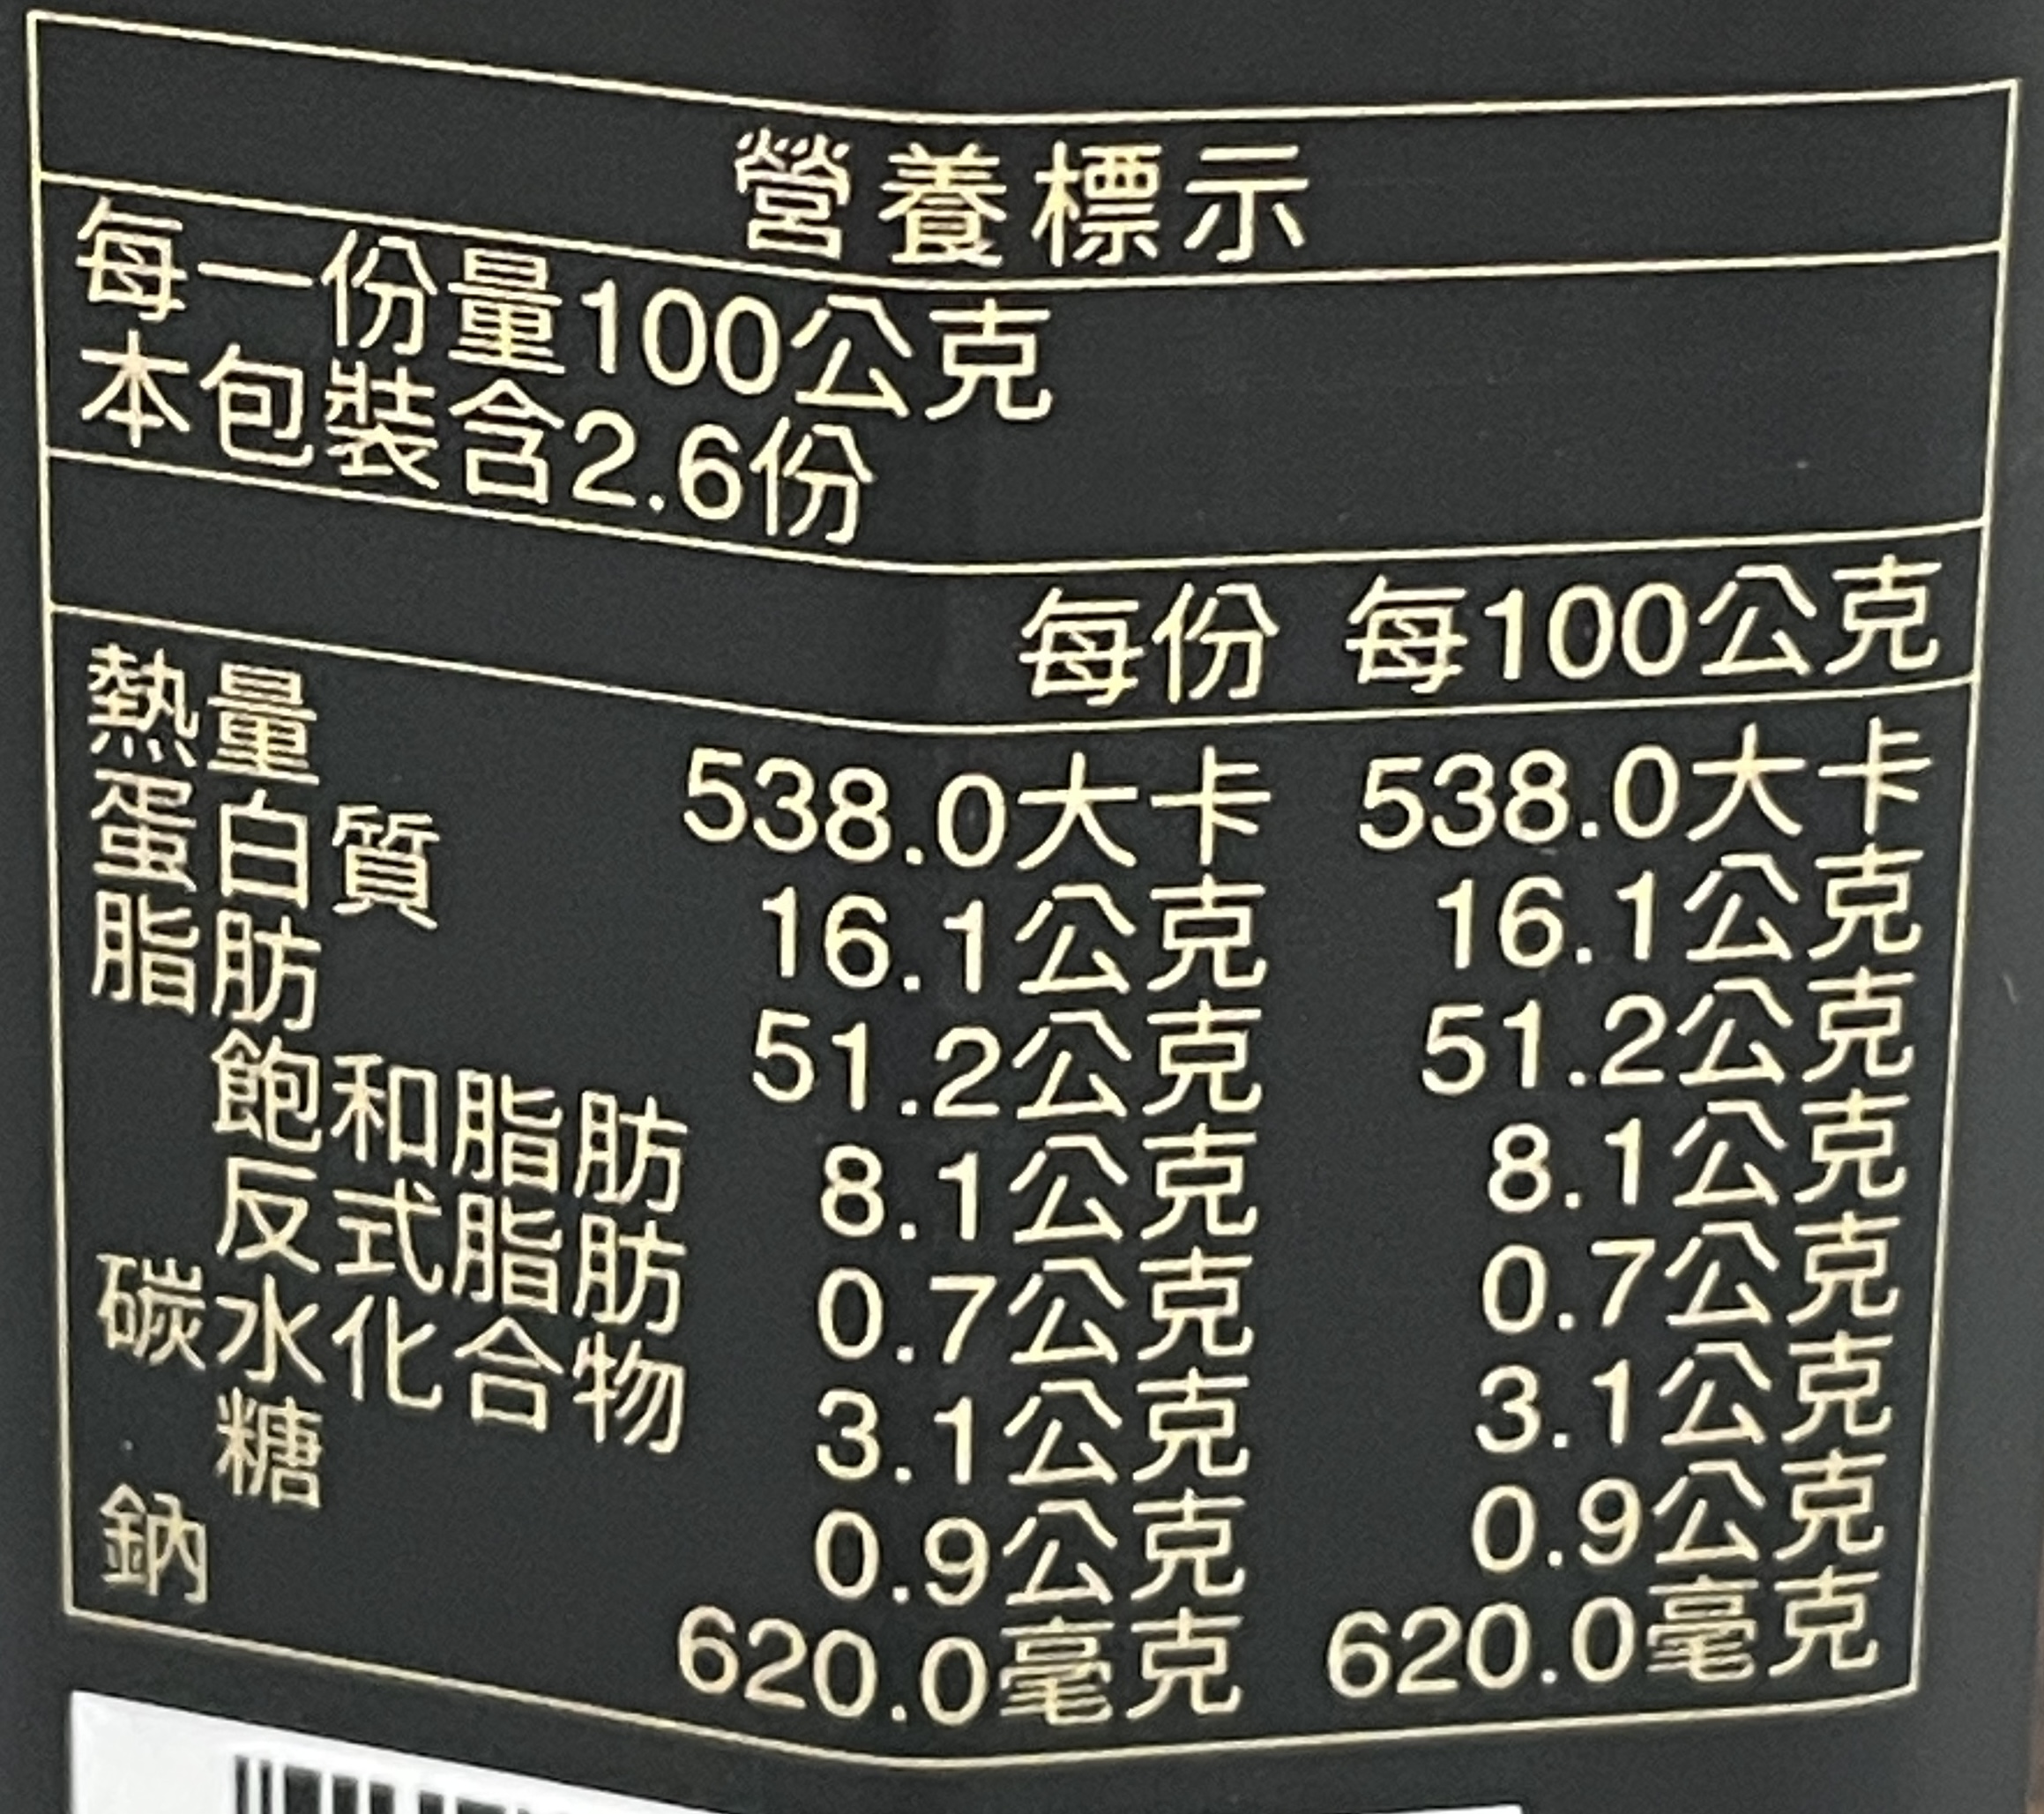 營養標示
每一份量100公克
本包裝含2.6份
每份 每100公克
熱量 538.0大卡 538.0大卡
蛋白質 16.1公克 16.1公克
脂肪 51.2公克 51.2公克
飽和脂肪 8.1公克 8.1公克
反式脂肪 0.7公克 0.7公克
碳水化合物 3.1公克 3.1公克
糖 0.9公克 0.9公克
鈉 620.0毫克 620.0毫克